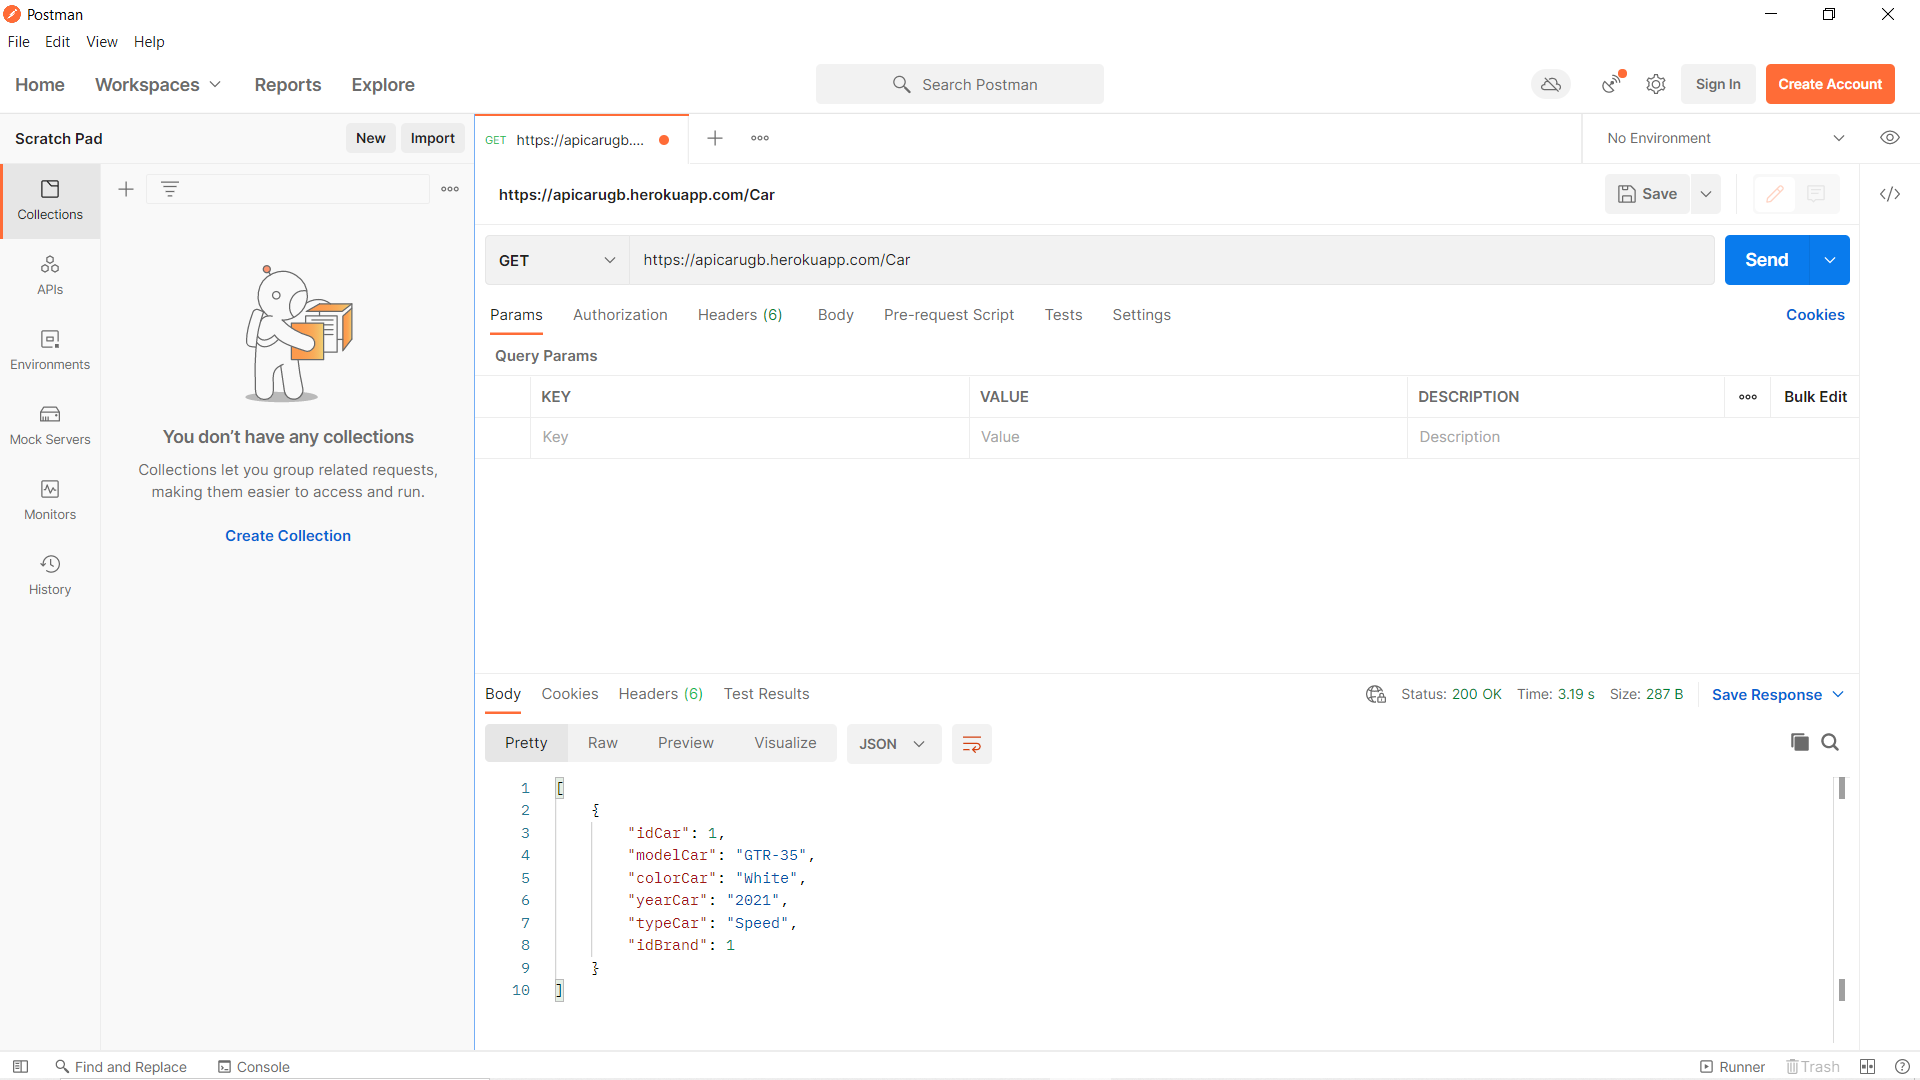 Postman
File Edit View Help
Home Workspaces Reports Explore Search Postman Sign In Create Account
Scratch Pad New Import
GET https://apicarugb.... No Environment
Collections
APIs
Environments
Mock Servers
Monitors
History
You don’t have any collections
Collections let you group related requests,
making them easier to access and run.
Create Collection
https://apicarugb.herokuapp.com/Car Save
GET https://apicarugb.herokuapp.com/Car Send
Params Authorization Headers (6) Body Pre-request Script Tests Settings Cookies
Query Params
KEY VALUE DESCRIPTION Bulk Edit
Key Value Description
Body Cookies Headers (6) Test Results Status: 200 OK Time: 3.19 s Size: 287 B Save Response
Pretty Raw Preview Visualize JSON
1 [
2 {
3 "idCar": 1,
4 "modelCar": "GTR-35",
5 "colorCar": "White",
6 "yearCar": "2021",
7 "typeCar": "Speed",
8 "idBrand": 1
9 }
10 ]
Find and Replace Console Runner Trash